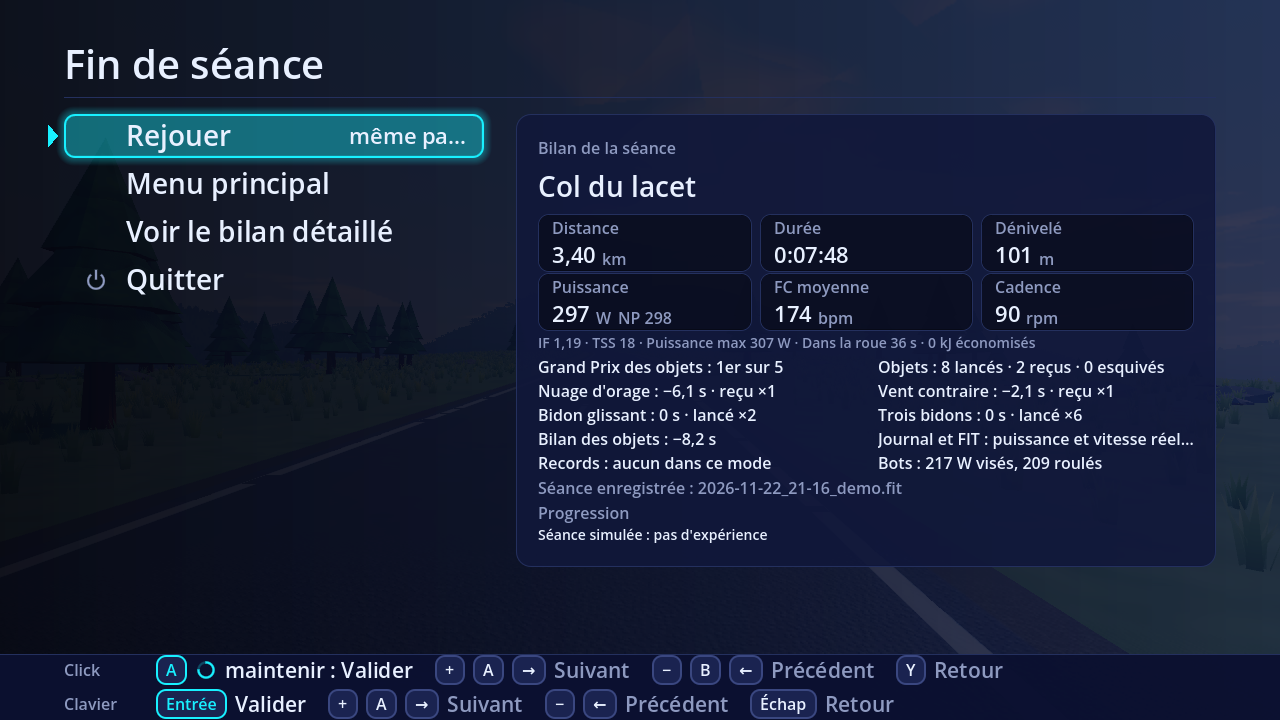 Fin de séance
Rejouer même pa...
Menu principal
Voir le bilan détaillé
Quitter
Bilan de la séance
Col du lacet
Distance
3,40 km
Durée
0:07:48
Dénivelé
101 m
Puissance
297 W NP 298
FC moyenne
174 bpm
Cadence
90 rpm
IF 1,19 · TSS 18 · Puissance max 307 W · Dans la roue 36 s · 0 kJ économisés
Grand Prix des objets : 1er sur 5
Objets : 8 lancés · 2 reçus · 0 esquivés
Nuage d'orage : −6,1 s · reçu ×1
Vent contraire : −2,1 s · reçu ×1
Bidon glissant : 0 s · lancé ×2
Trois bidons : 0 s · lancé ×6
Bilan des objets : −8,2 s
Journal et FIT : puissance et vitesse réel...
Records : aucun dans ce mode
Bots : 217 W visés, 209 roulés
Séance enregistrée : 2026-11-22_21-16_demo.fit
Progression
Séance simulée : pas d'expérience
Click A maintenir : Valider + A → Suivant − B ← Précédent Y Retour
Clavier Entrée Valider + A → Suivant − ← Précédent Échap Retour